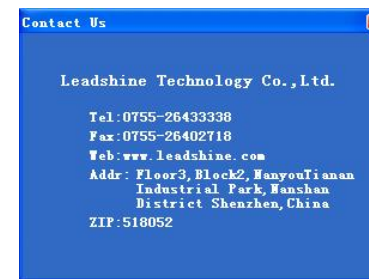 Contact Us
Leadshine Technology Co.,Ltd.
Tel:0755-26433338
Fax:0755-26402718
Web:www.leadshine.com
Addr: Floor3,Block2,NanyouTianan
Industrial Park,Nanshan
District Shenzhen,China
ZIP:518052